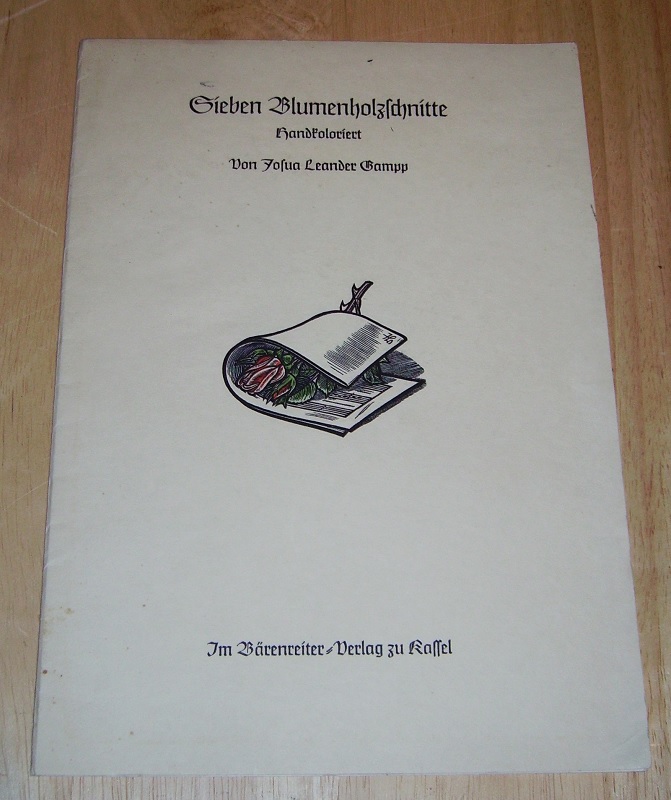 Sieben Blumenholzſchnitte
Handkoloriert
Von Joſua Leander Gampp
Im Bärenreiter-Verlag zu Kaſſel